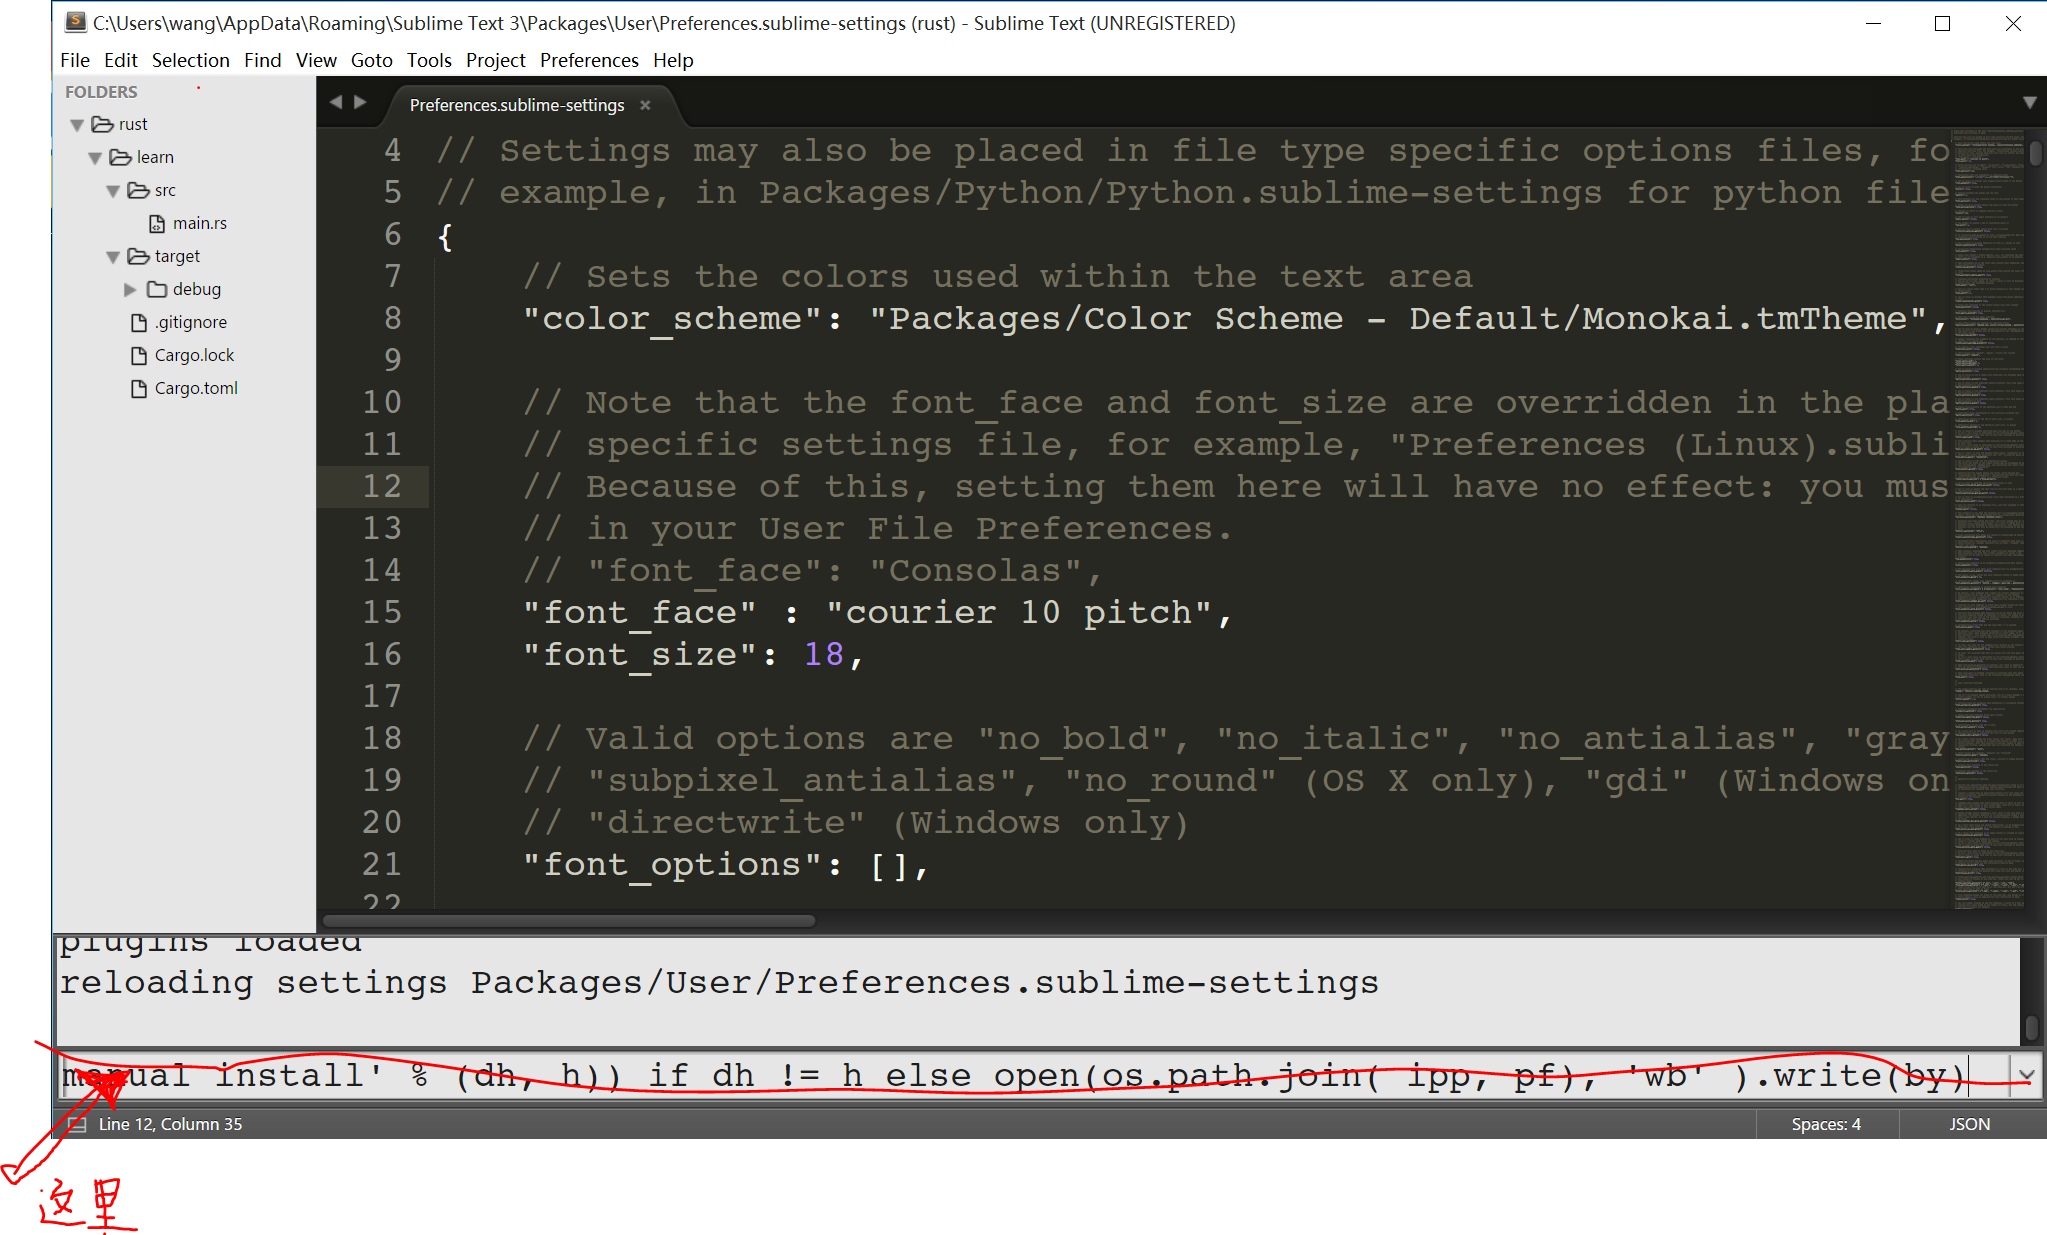 C:\Users\wang\AppData\Roaming\Sublime Text 3\Packages\User\Preferences.sublime-settings (rust) - Sublime Text (UNREGISTERED)
File Edit Selection Find View Goto Tools Project Preferences Help
FOLDERS
rust
learn
src
main.rs
target
debug
.gitignore
Cargo.lock
Cargo.toml
Preferences.sublime-settings
4 // Settings may also be placed in file type specific options files, fo
5 // example, in Packages/Python/Python.sublime-settings for python file
6 {
7 // Sets the colors used within the text area
8 "color_scheme": "Packages/Color Scheme - Default/Monokai.tmTheme",
9
10 // Note that the font_face and font_size are overridden in the pla
11 // specific settings file, for example, "Preferences (Linux).subli
12 // Because of this, setting them here will have no effect: you mus
13 // in your User File Preferences.
14 // "font_face": "Consolas",
15 "font_face" : "courier 10 pitch",
16 "font_size": 18,
17
18 // Valid options are "no_bold", "no_italic", "no_antialias", "gray
19 // "subpixel_antialias", "no_round" (OS X only), "gdi" (Windows on
20 // "directwrite" (Windows only)
21 "font_options": [],
22
plugins loaded
reloading settings Packages/User/Preferences.sublime-settings
manual install' % (dh, h)) if dh != h else open(os.path.join( ipp, pf), 'wb' ).write(by)
Line 12, Column 35
Spaces: 4
JSON
这里